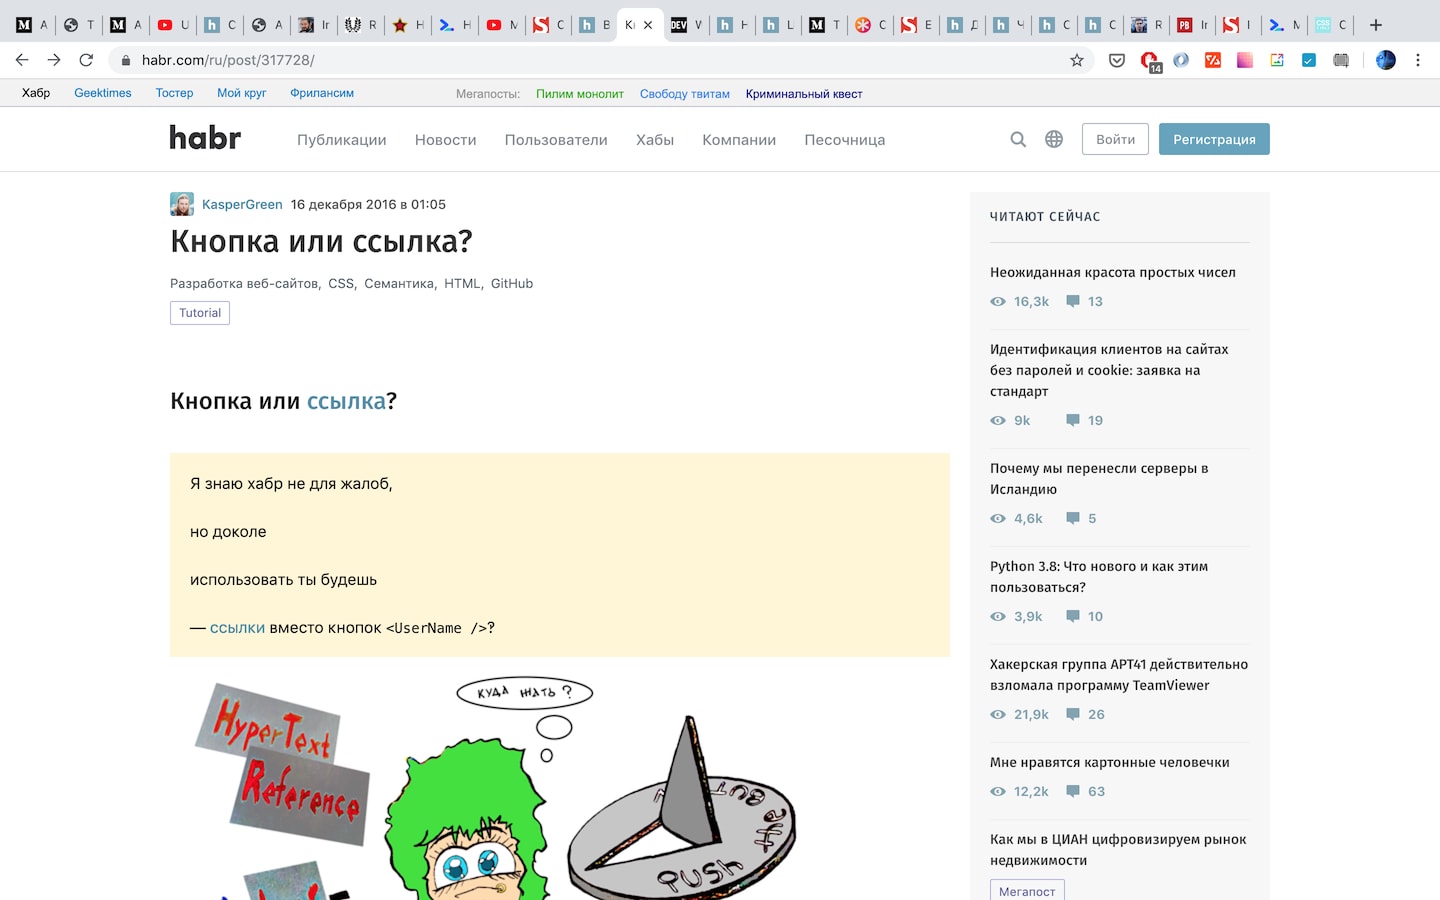 habr.com/ru/post/317728/
14
Хабр
Geektimes
Тостер
Мой круг
Фрилансим
Мегапосты:
Пилим монолит
Свободу твитам
Криминальный квест
habr
Публикации
Новости
Пользователи
Хабы
Компании
Песочница
Войти
Регистрация
KasperGreen 16 декабря 2016 в 01:05
Кнопка или ссылка?
Разработка веб-сайтов, CSS, Семантика, HTML, GitHub
Tutorial
Кнопка или ссылка?
Я знаю хабр не для жалоб,
но доколе
использовать ты будешь
— ссылки вместо кнопок <UserName />?
куда жать?
HyperText
Reference
PUSH the BUTT
ЧИТАЮТ СЕЙЧАС
Неожиданная красота простых чисел
16,3k 13
Идентификация клиентов на сайтах
без паролей и cookie: заявка на
стандарт
9k 19
Почему мы перенесли серверы в
Исландию
4,6k 5
Python 3.8: Что нового и как этим
пользоваться?
3,9k 10
Хакерская группа APT41 действительно
взломала программу TeamViewer
21,9k 26
Мне нравятся картонные человечки
12,2k 63
Как мы в ЦИАН цифровизируем рынок
недвижимости
Мегапост